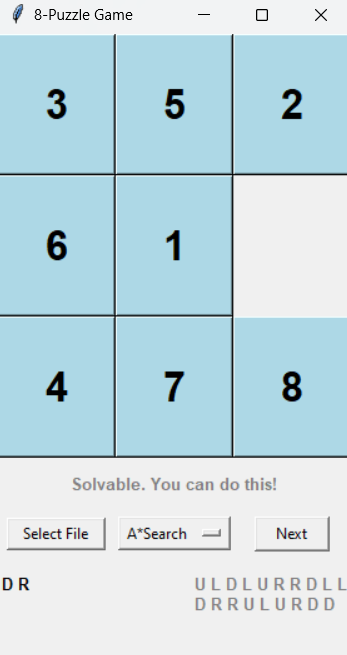 8-Puzzle Game
3 5 2
6 1
4 7 8
Solvable. You can do this!
Select File A*Search Next
D R U L D L U R R D L L
D R R U L U R D D